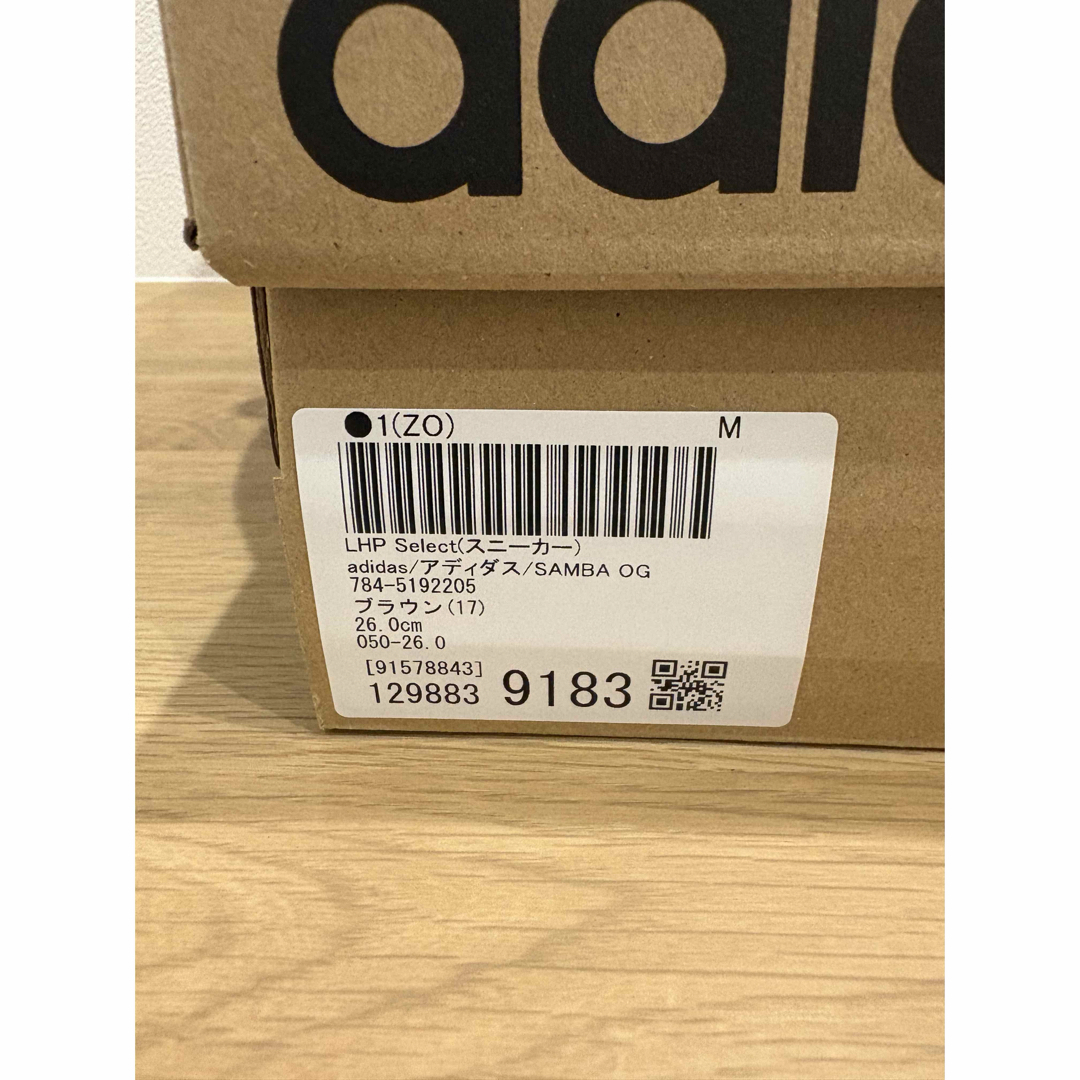 adid
●1(ZO) M
LHP Select(スニーカー)
adidas/アディダス/SAMBA OG
784-5192205
ブラウン(17)
26.0cm
050-26.0
[91578843]
129883 9183